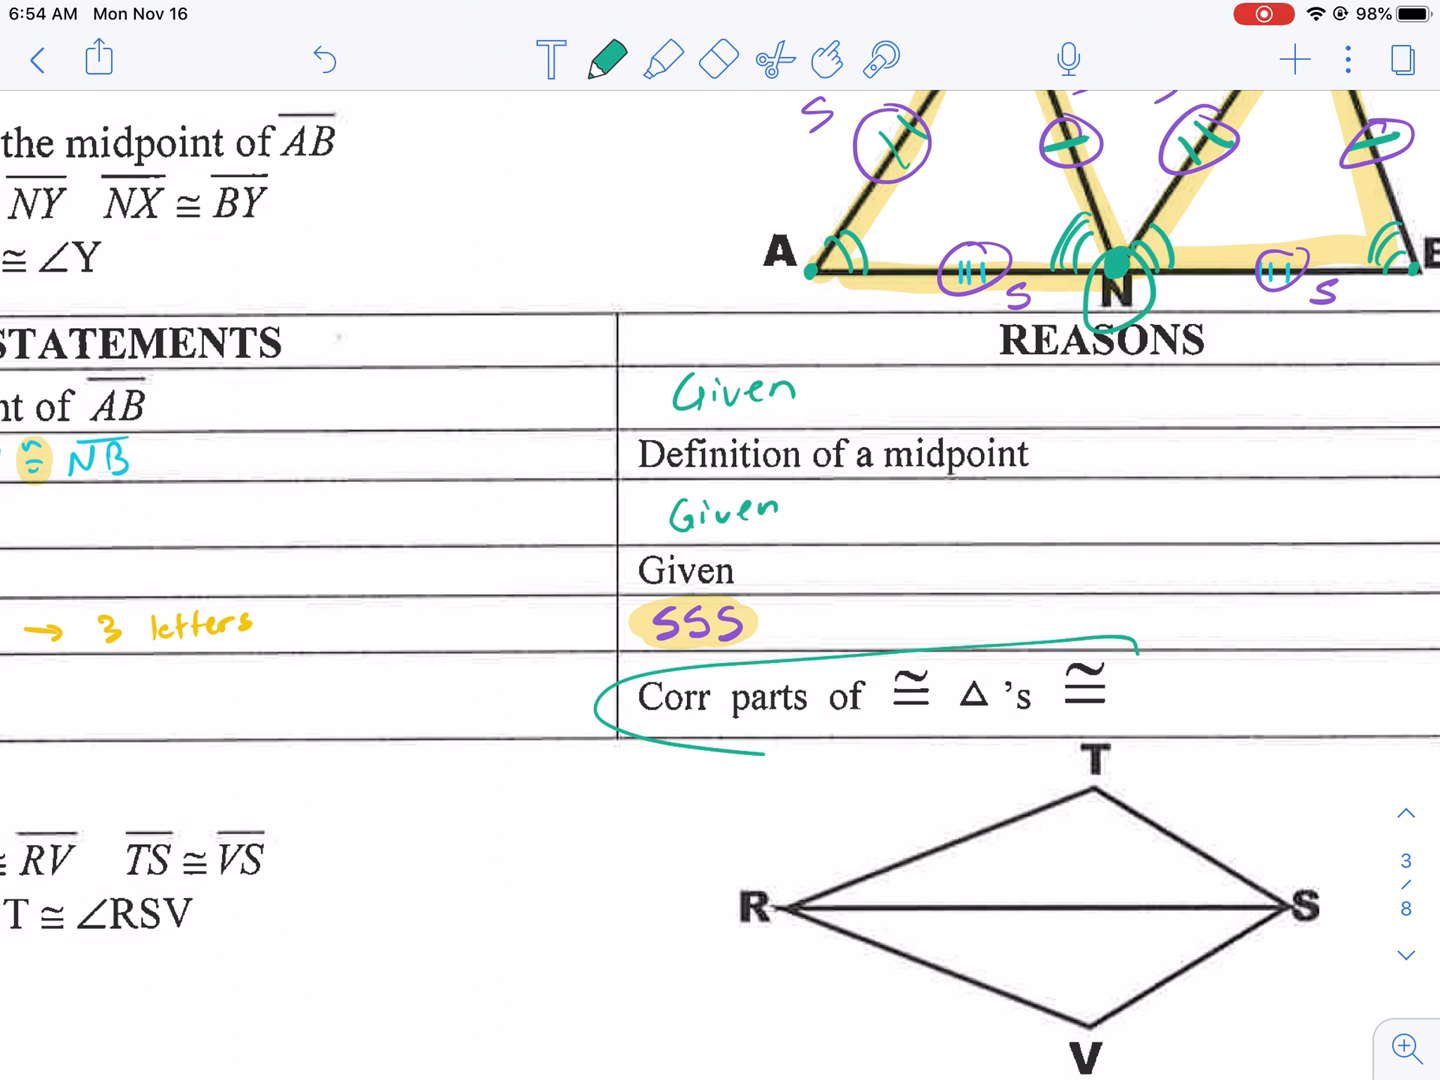 6:54 AM Mon Nov 16 98%
T
S
the midpoint of AB
NY NX ≅ BY
≅ ∠Y
A B
S N S
STATEMENTS REASONS
nt of AB Given
≅ NB Definition of a midpoint
Given
Given
→ 3 letters SSS
Corr parts of ≅ △'s ≅
T
≅ RV TS ≅ VS
T ≅ ∠RSV
R S
V
3
/
8